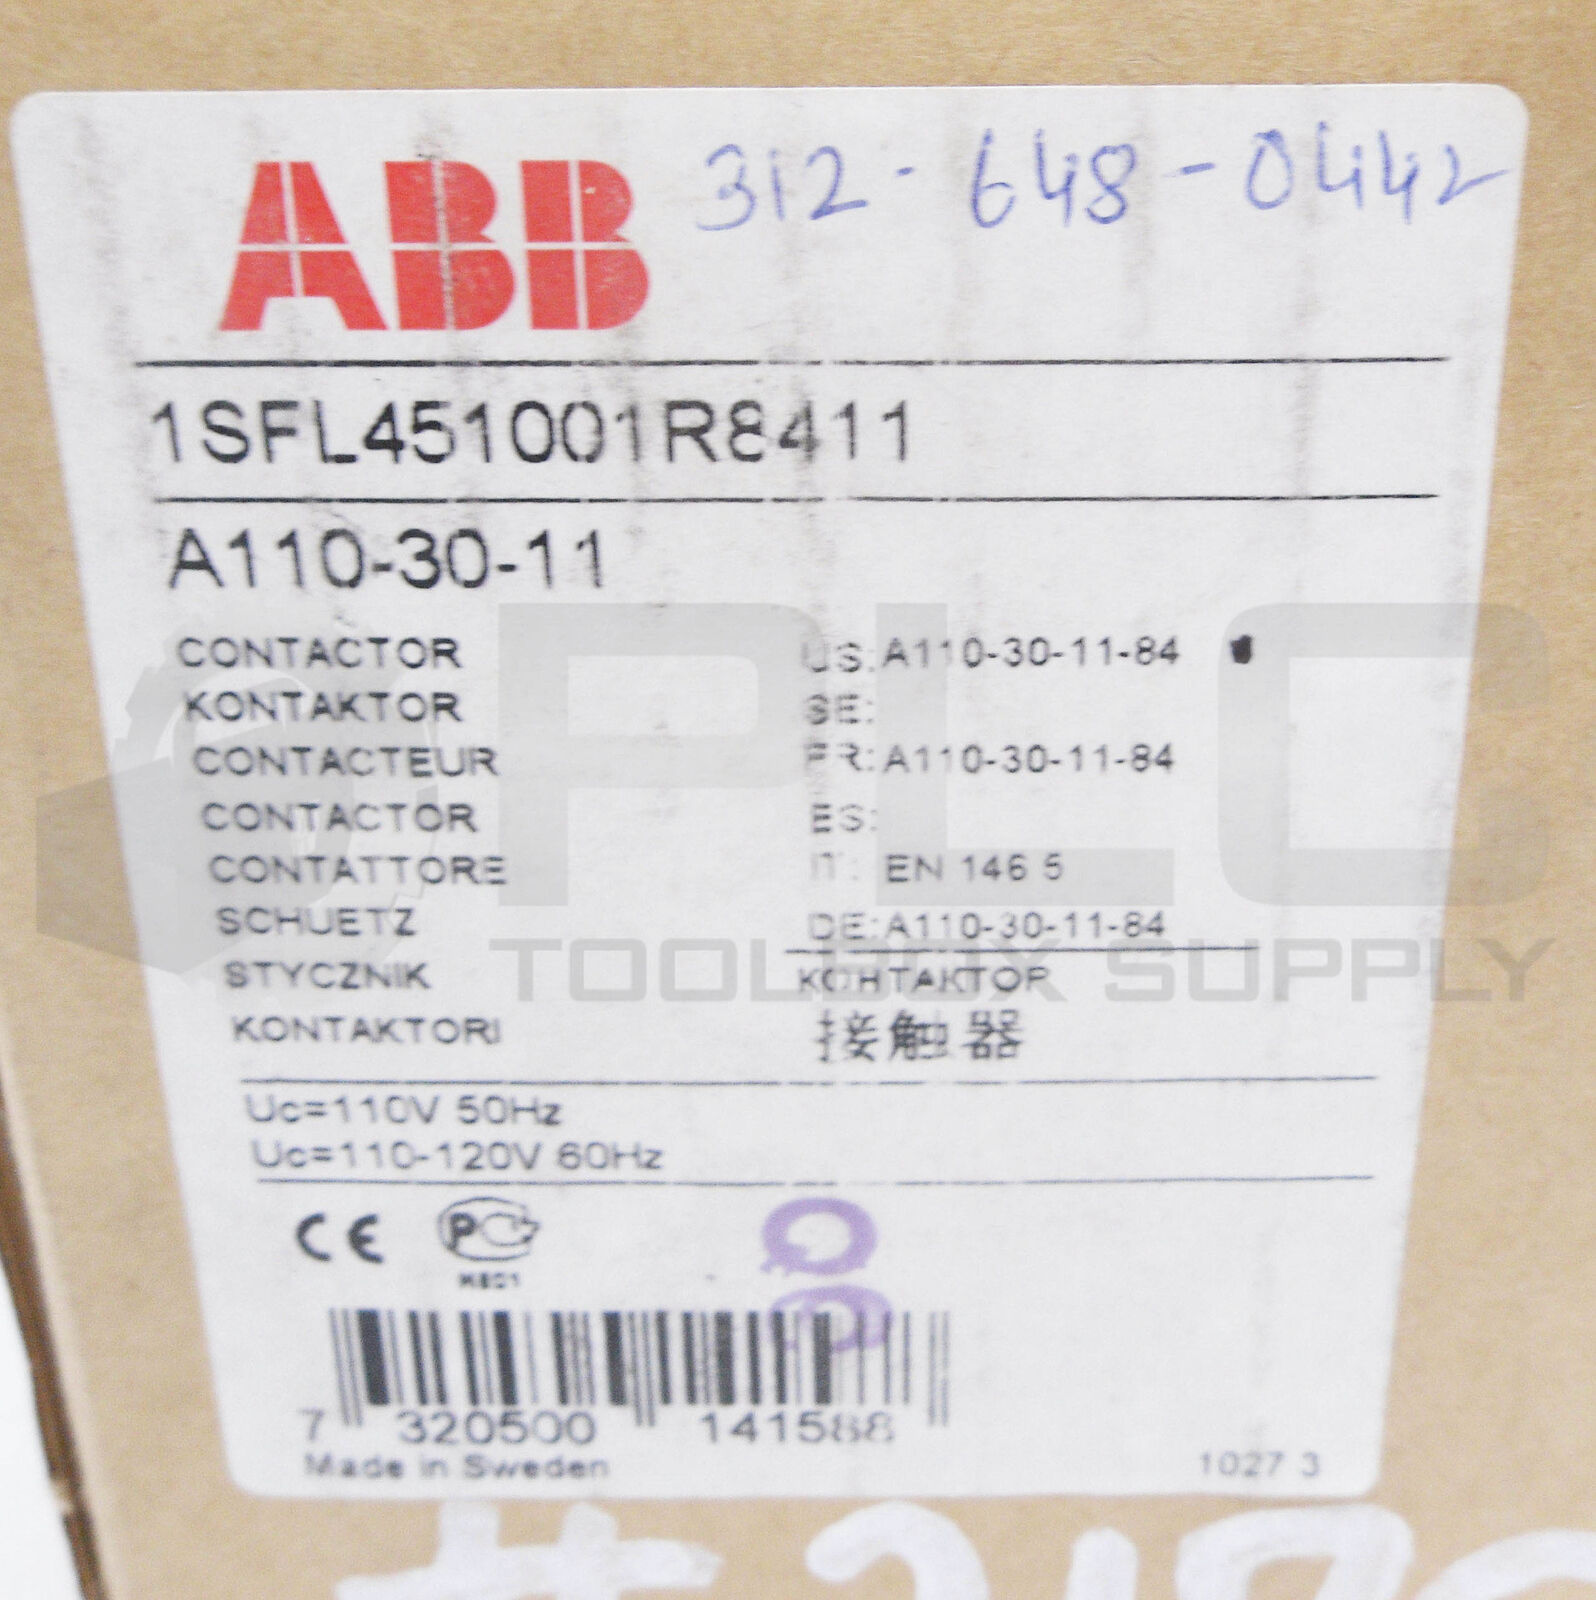 ABB 312-648-0442
1SFL451001R8411
A110-30-11
CONTACTOR US: A110-30-11-84
KONTAKTOR SE:
CONTACTEUR FR: A110-30-11-84
CONTACTOR ES:
CONTATTORE IT: EN 146 5
SCHUETZ DE: A110-30-11-84
STYCZNIK КОНТАКТОР
KONTAKTORI 接触器
PLC
TOOLBOX SUPPLY
Uc=110V 50Hz
Uc=110-120V 60Hz
CE
7 320500 141588
Made in Sweden 1027 3